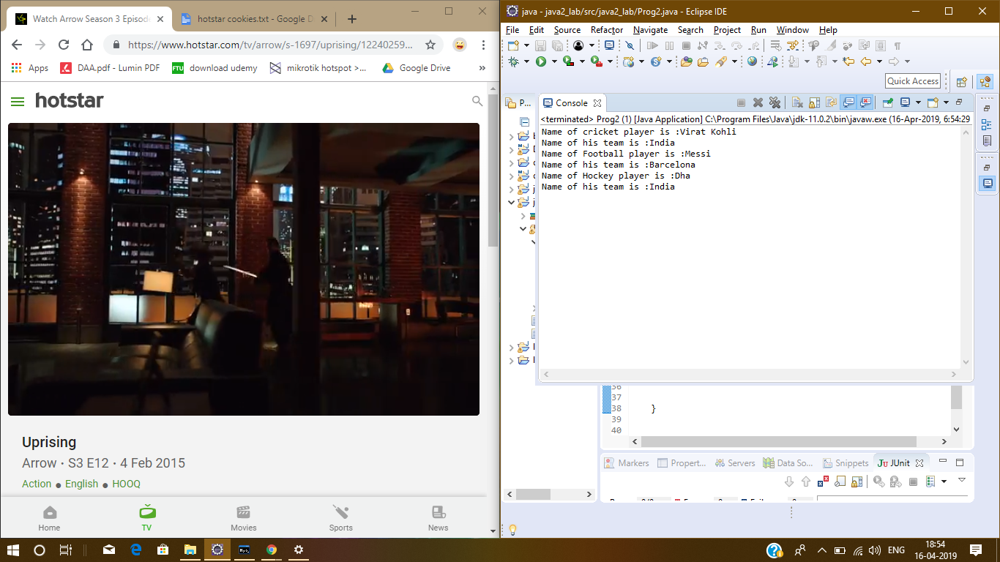 Watch Arrow Season 3 Episode
hotstar cookies.txt - Google D
https://www.hotstar.com/tv/arrow/s-1697/uprising/12240259...
Apps
DAA.pdf - Lumin PDF
FTU
download udemy
mikrotik hotspot >...
Google Drive
»
hotstar
Uprising
Arrow • S3 E12 • 4 Feb 2015
Action ● English ● HOOQ
Home
TV
Movies
Sports
News
java - java2_lab/src/java2_lab/Prog2.java - Eclipse IDE
File Edit Source Refactor Navigate Search Project Run Window Help
Quick Access
P...
Console
<terminated> Prog2 (1) [Java Application] C:\Program Files\Java\jdk-11.0.2\bin\javaw.exe (16-Apr-2019, 6:54:29
Name of cricket player is :Virat Kohli
Name of his team is :India
Name of Football player is :Messi
Name of his team is :Barcelona
Name of Hockey player is :Dha
Name of his team is :India
36
37
38 }
39
40
Markers
Propert...
Servers
Data So...
Snippets
Ju JUnit
ENG
18:54
16-04-2019